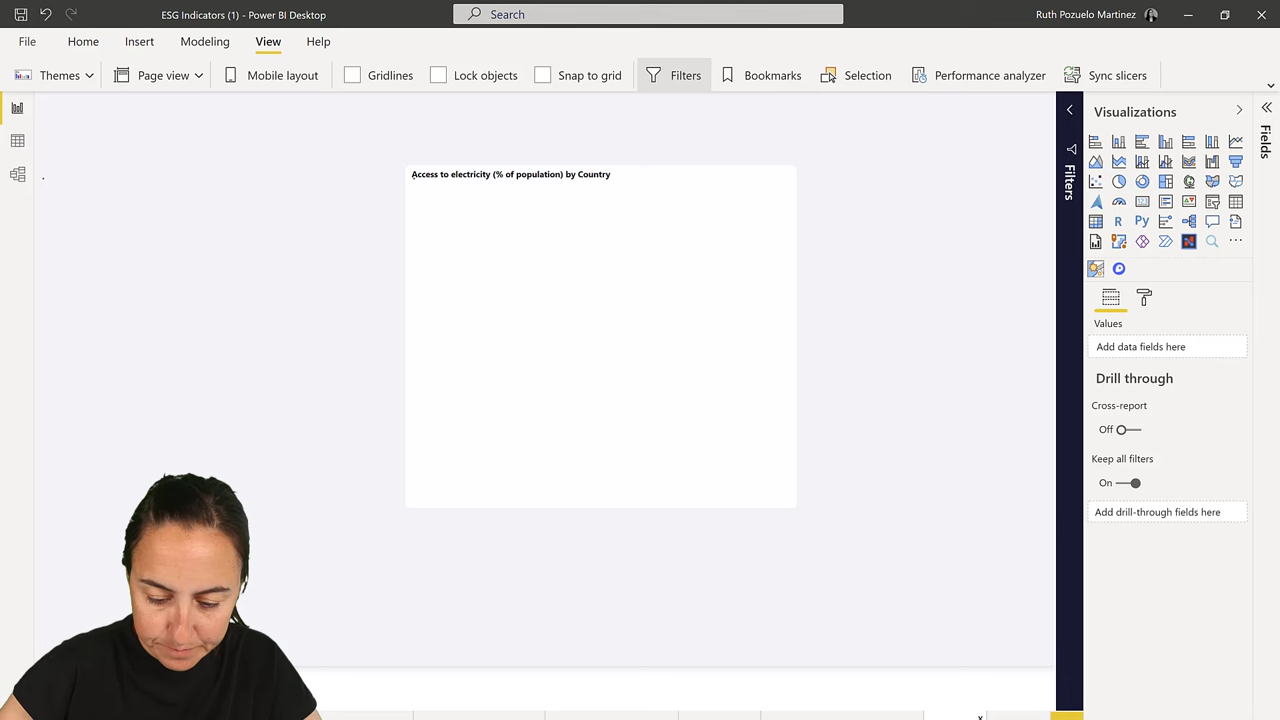 ESG Indicators (1) - Power BI Desktop
Search
Ruth Pozuelo Martinez
File Home Insert Modeling View Help
Themes Page view Mobile layout Gridlines Lock objects Snap to grid Filters Bookmarks Selection Performance analyzer Sync slicers
Visualizations
Fields
Filters
Access to electricity (% of population) by Country
R Py
Values
Add data fields here
Drill through
Cross-report
Off
Keep all filters
On
Add drill-through fields here